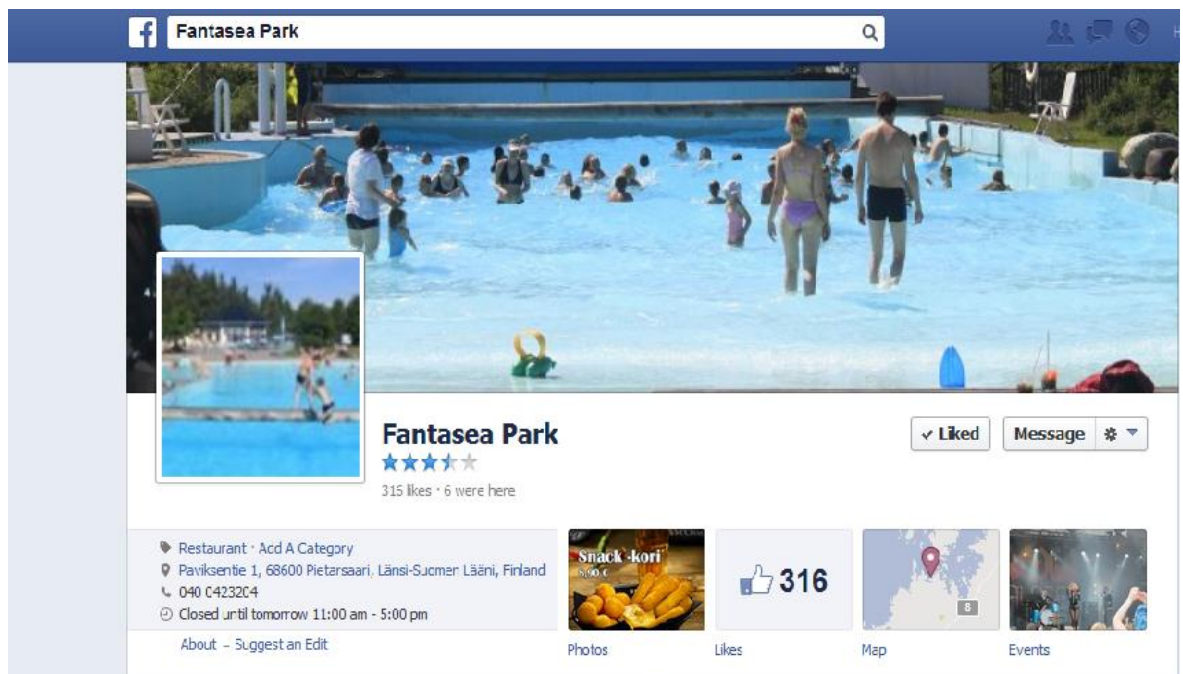 Fantasea Park
Fantasea Park
✓ Liked
Message
315 likes · 6 were here
Restaurant · Add A Category
Paviksentie 1, 68600 Pietarsaari, Länsi-Suomen Lääni, Finland
040 0423204
Closed until tomorrow 11:00 am - 5:00 pm
About – Suggest an Edit
Snack -kori
8,90 €
Photos
316
Likes
8
Map
Events